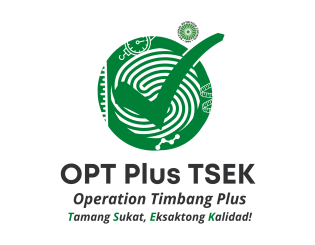 OPT Plus TSEK
Operation Timbang Plus
Tamang Sukat, Eksaktong Kalidad!